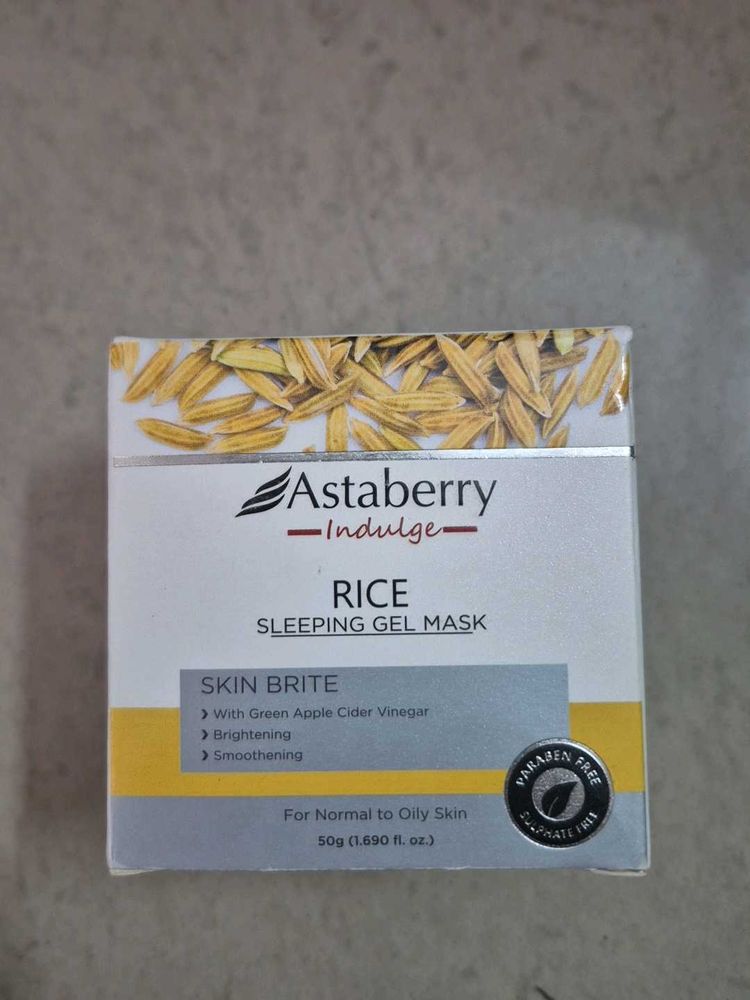 Astaberry
Indulge
RICE
SLEEPING GEL MASK
SKIN BRITE
❯ With Green Apple Cider Vinegar
❯ Brightening
❯ Smoothening
PARABEN FREE
SULPHATE FREE
For Normal to Oily Skin
50g (1.690 fl. oz.)